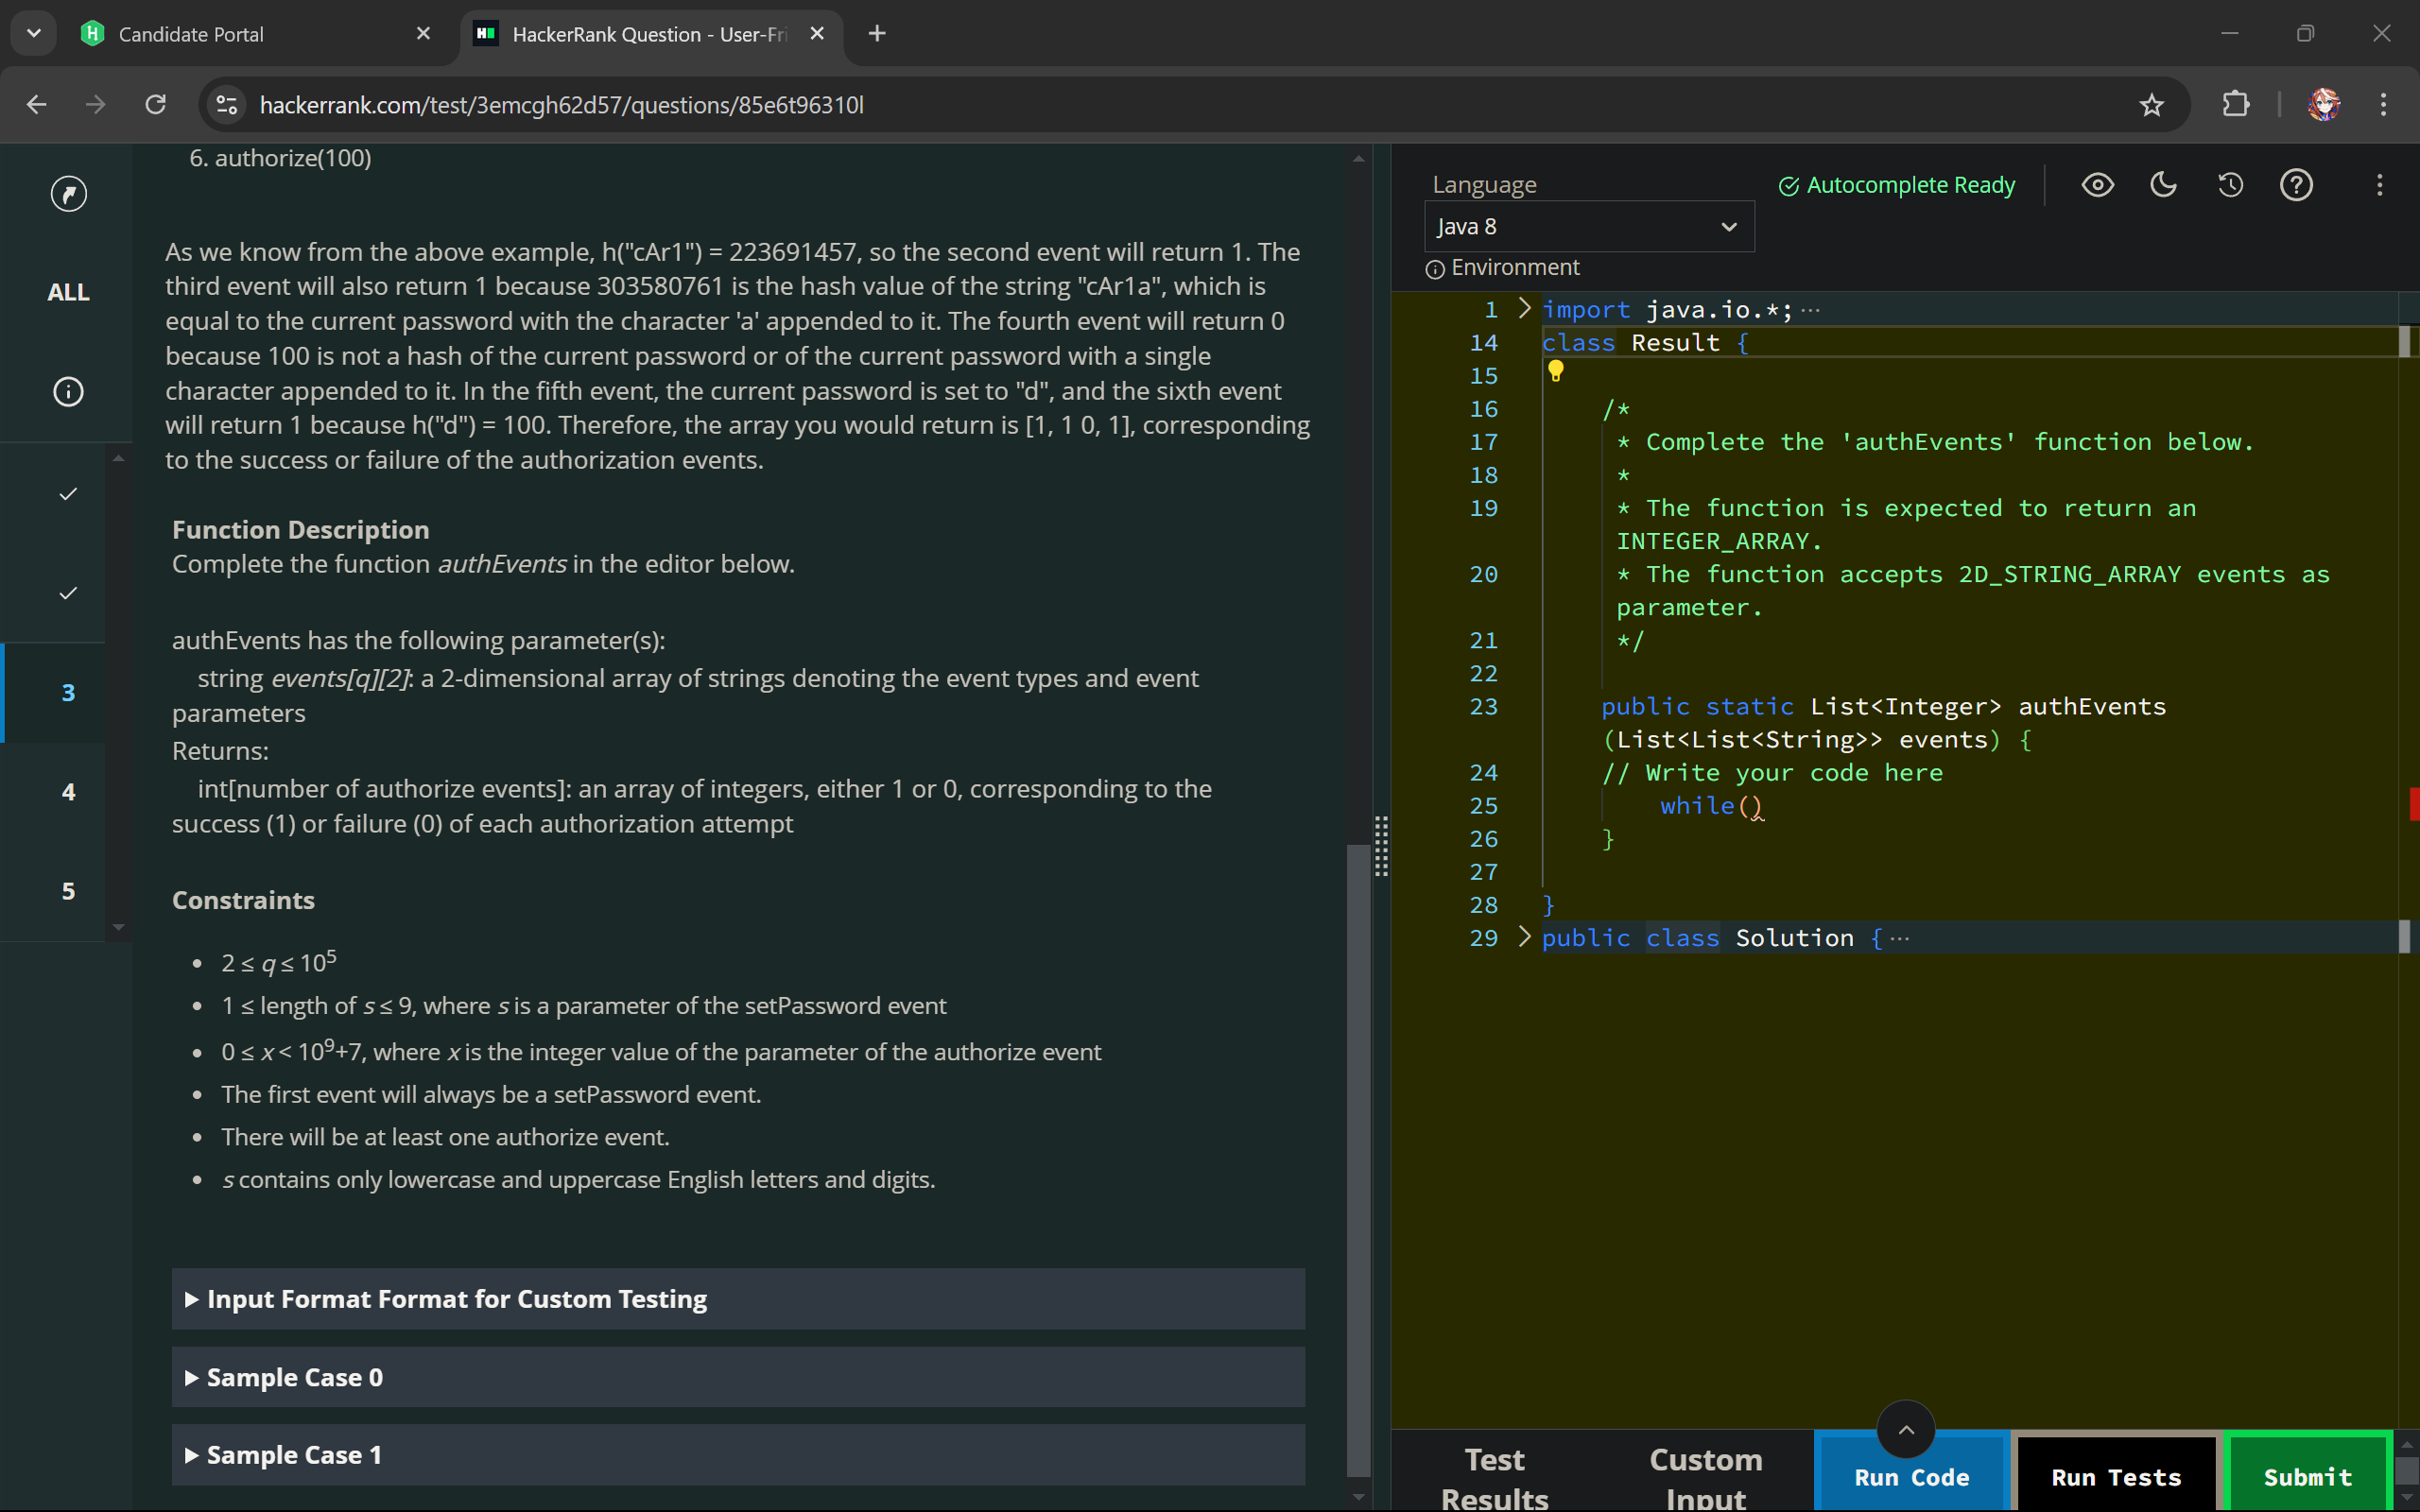 Candidate Portal
HackerRank Question - User-Fri
hackerrank.com/test/3emcgh62d57/questions/85e6t96310l
ALL
3
4
5
6. authorize(100)
As we know from the above example, h("cAr1") = 223691457, so the second event will return 1. The
third event will also return 1 because 303580761 is the hash value of the string "cAr1a", which is
equal to the current password with the character 'a' appended to it. The fourth event will return 0
because 100 is not a hash of the current password or of the current password with a single
character appended to it. In the fifth event, the current password is set to "d", and the sixth event
will return 1 because h("d") = 100. Therefore, the array you would return is [1, 1 0, 1], corresponding
to the success or failure of the authorization events.
Function Description
Complete the function authEvents in the editor below.
authEvents has the following parameter(s):
string events[q][2]: a 2-dimensional array of strings denoting the event types and event
parameters
Returns:
int[number of authorize events]: an array of integers, either 1 or 0, corresponding to the
success (1) or failure (0) of each authorization attempt
Constraints
• 2 ≤ q ≤ 10⁵
• 1 ≤ length of s ≤ 9, where s is a parameter of the setPassword event
• 0 ≤ x < 10⁹+7, where x is the integer value of the parameter of the authorize event
• The first event will always be a setPassword event.
• There will be at least one authorize event.
• s contains only lowercase and uppercase English letters and digits.
Input Format Format for Custom Testing
Sample Case 0
Sample Case 1
Language
Java 8
Autocomplete Ready
Environment
1 import java.io.*;···
14 class Result {
15
16 /*
17 * Complete the 'authEvents' function below.
18 *
19 * The function is expected to return an
INTEGER_ARRAY.
20 * The function accepts 2D_STRING_ARRAY events as
parameter.
21 */
22
23 public static List<Integer> authEvents
(List<List<String>> events) {
24 // Write your code here
25 while()
26 }
27
28 }
29 public class Solution {···
Test
Results
Custom
Input
Run Code
Run Tests
Submit